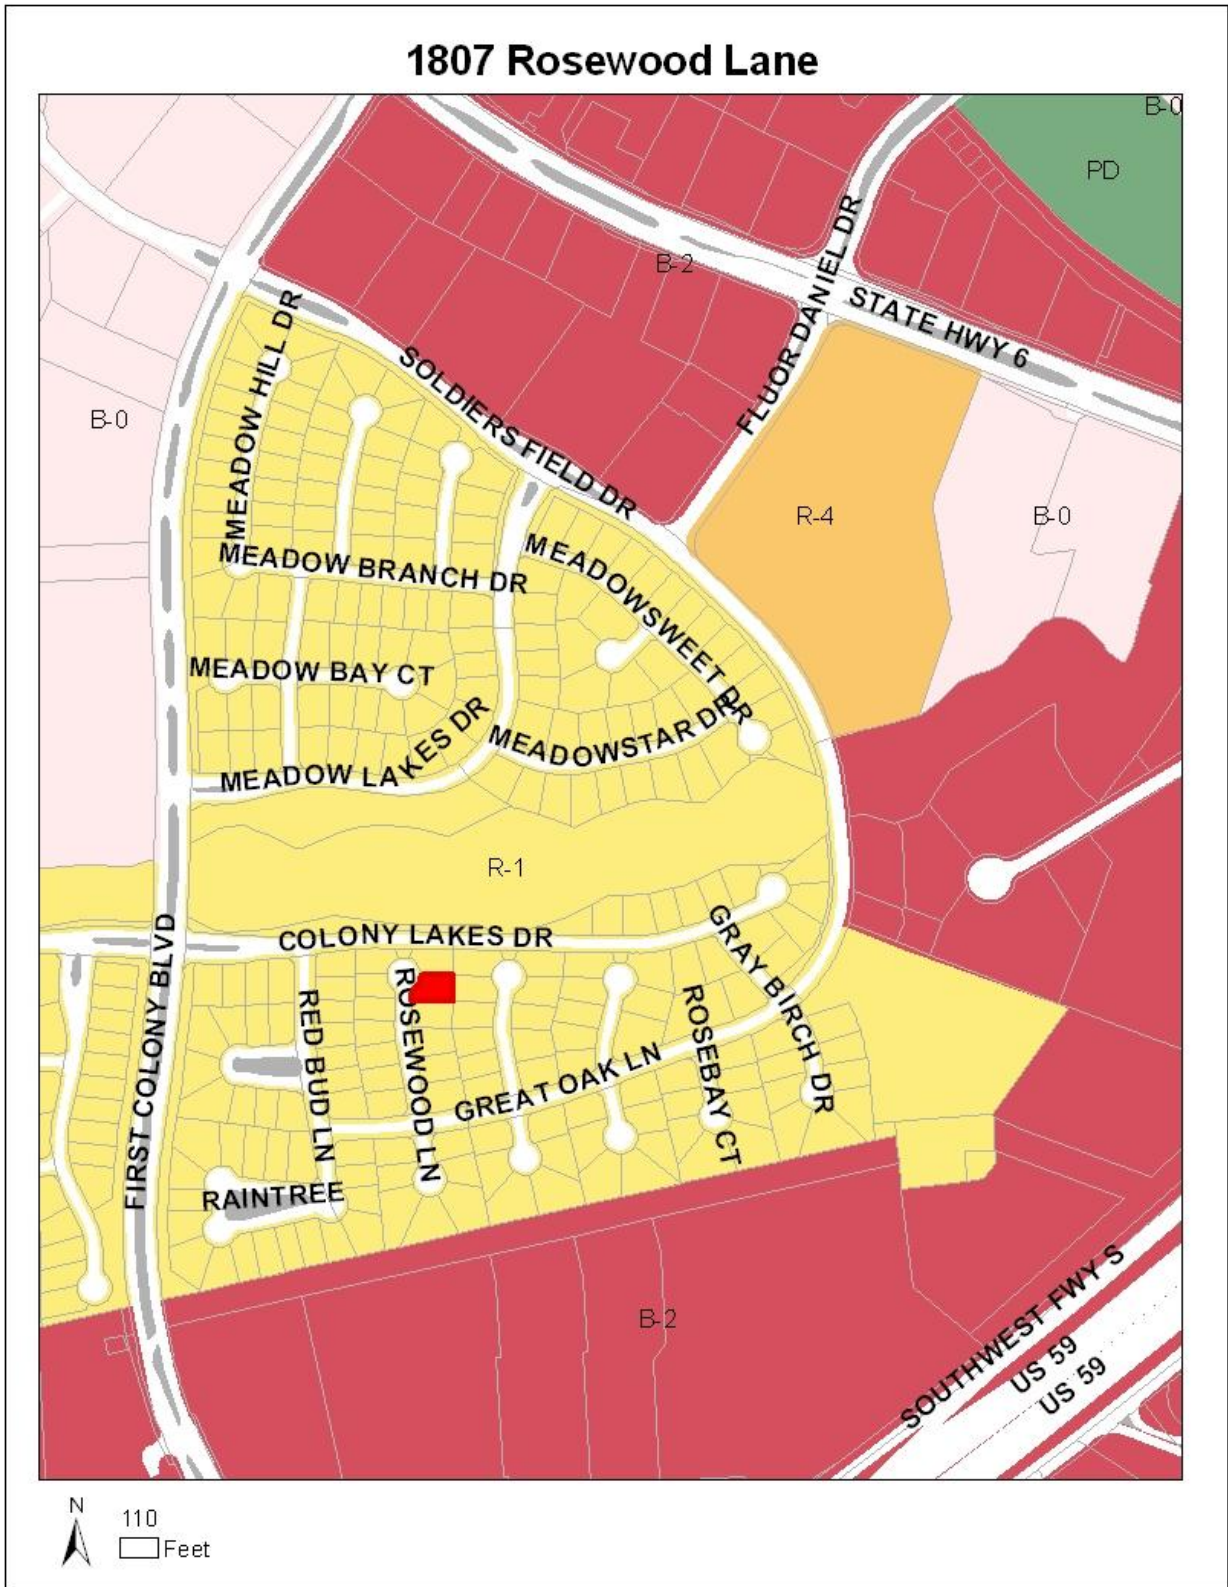 1807 Rosewood Lane
B-0
PD
B-2
FLUOR DANIEL DR
STATE HWY 6
MEADOW HILL DR
SOLDIERS FIELD DR
B-0
R-4
B-0
MEADOW BRANCH DR
MEADOWSWEET DR
MEADOW BAY CT
MEADOWSTAR DR
MEADOW LAKES DR
R-1
COLONY LAKES DR
GRAY BIRCH DR
FIRST COLONY BLVD
RED BUD LN
ROSEWOOD LN
ROSEBAY CT
GREAT OAK LN
RAINTREE
B-2
SOUTHWEST FWY S
US 59
US 59
N
110
Feet